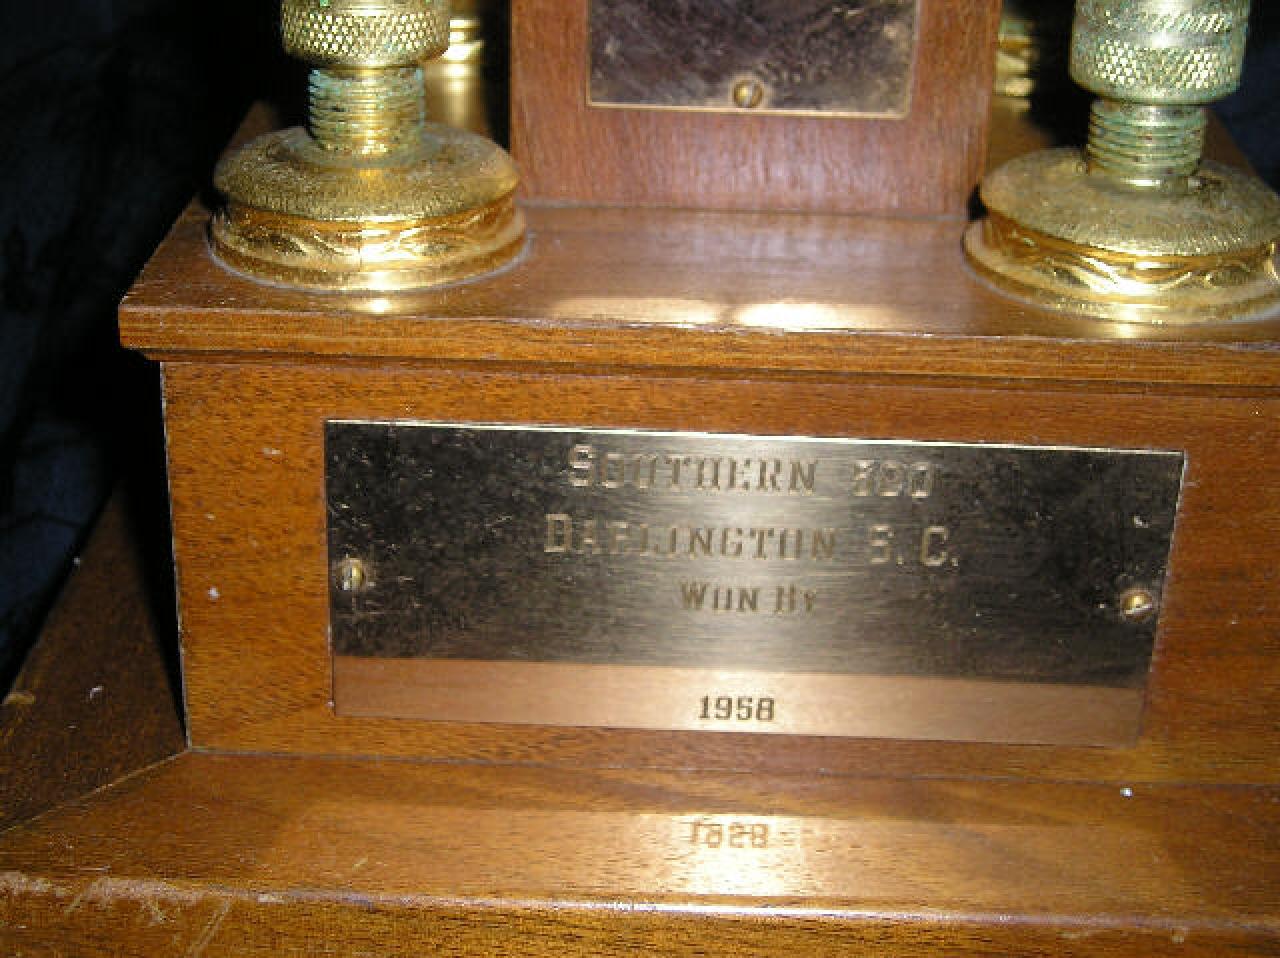 SOUTHERN 500
DARLINGTON S. C.
WON BY
1958